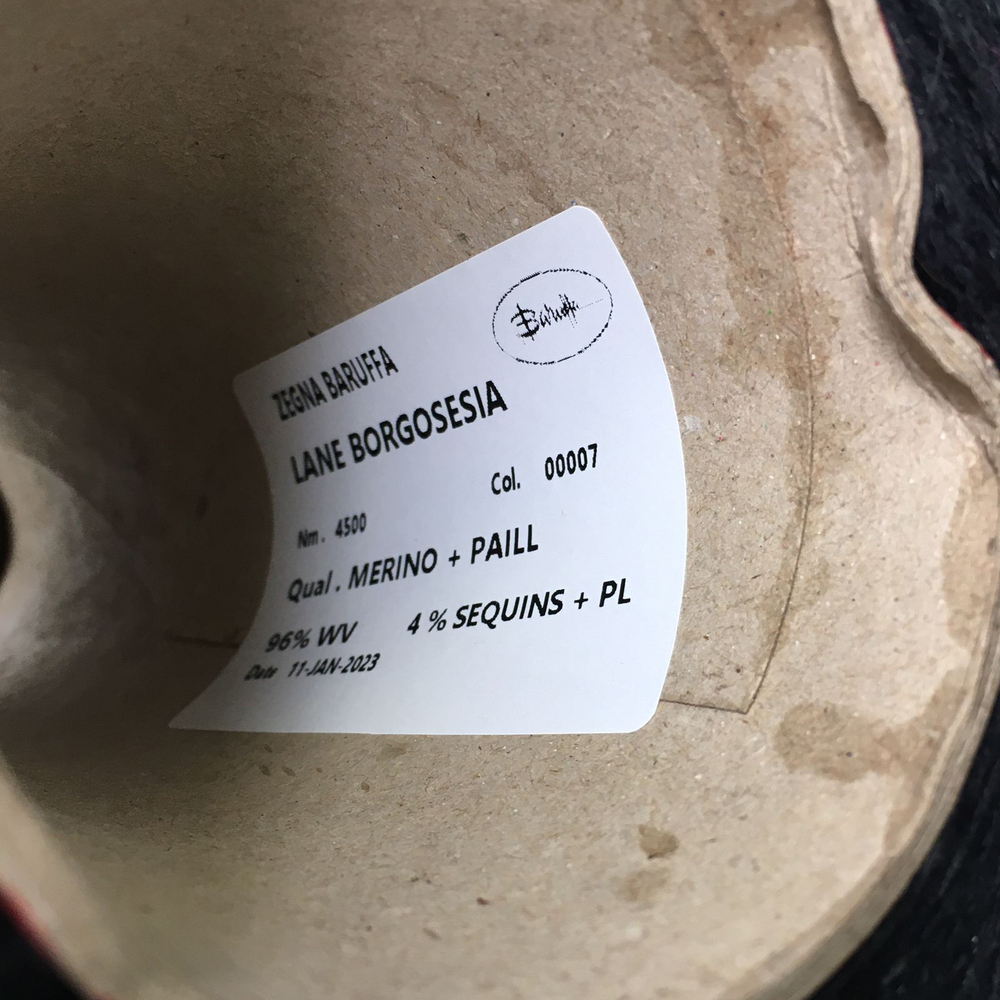 Baruffa
ZEGNA BARUFFA
LANE BORGOSESIA
Col. 00007
Nm. 4500
Qual. MERINO + PAILL
96% WV 4% SEQUINS + PL
Date 11-JAN-2023